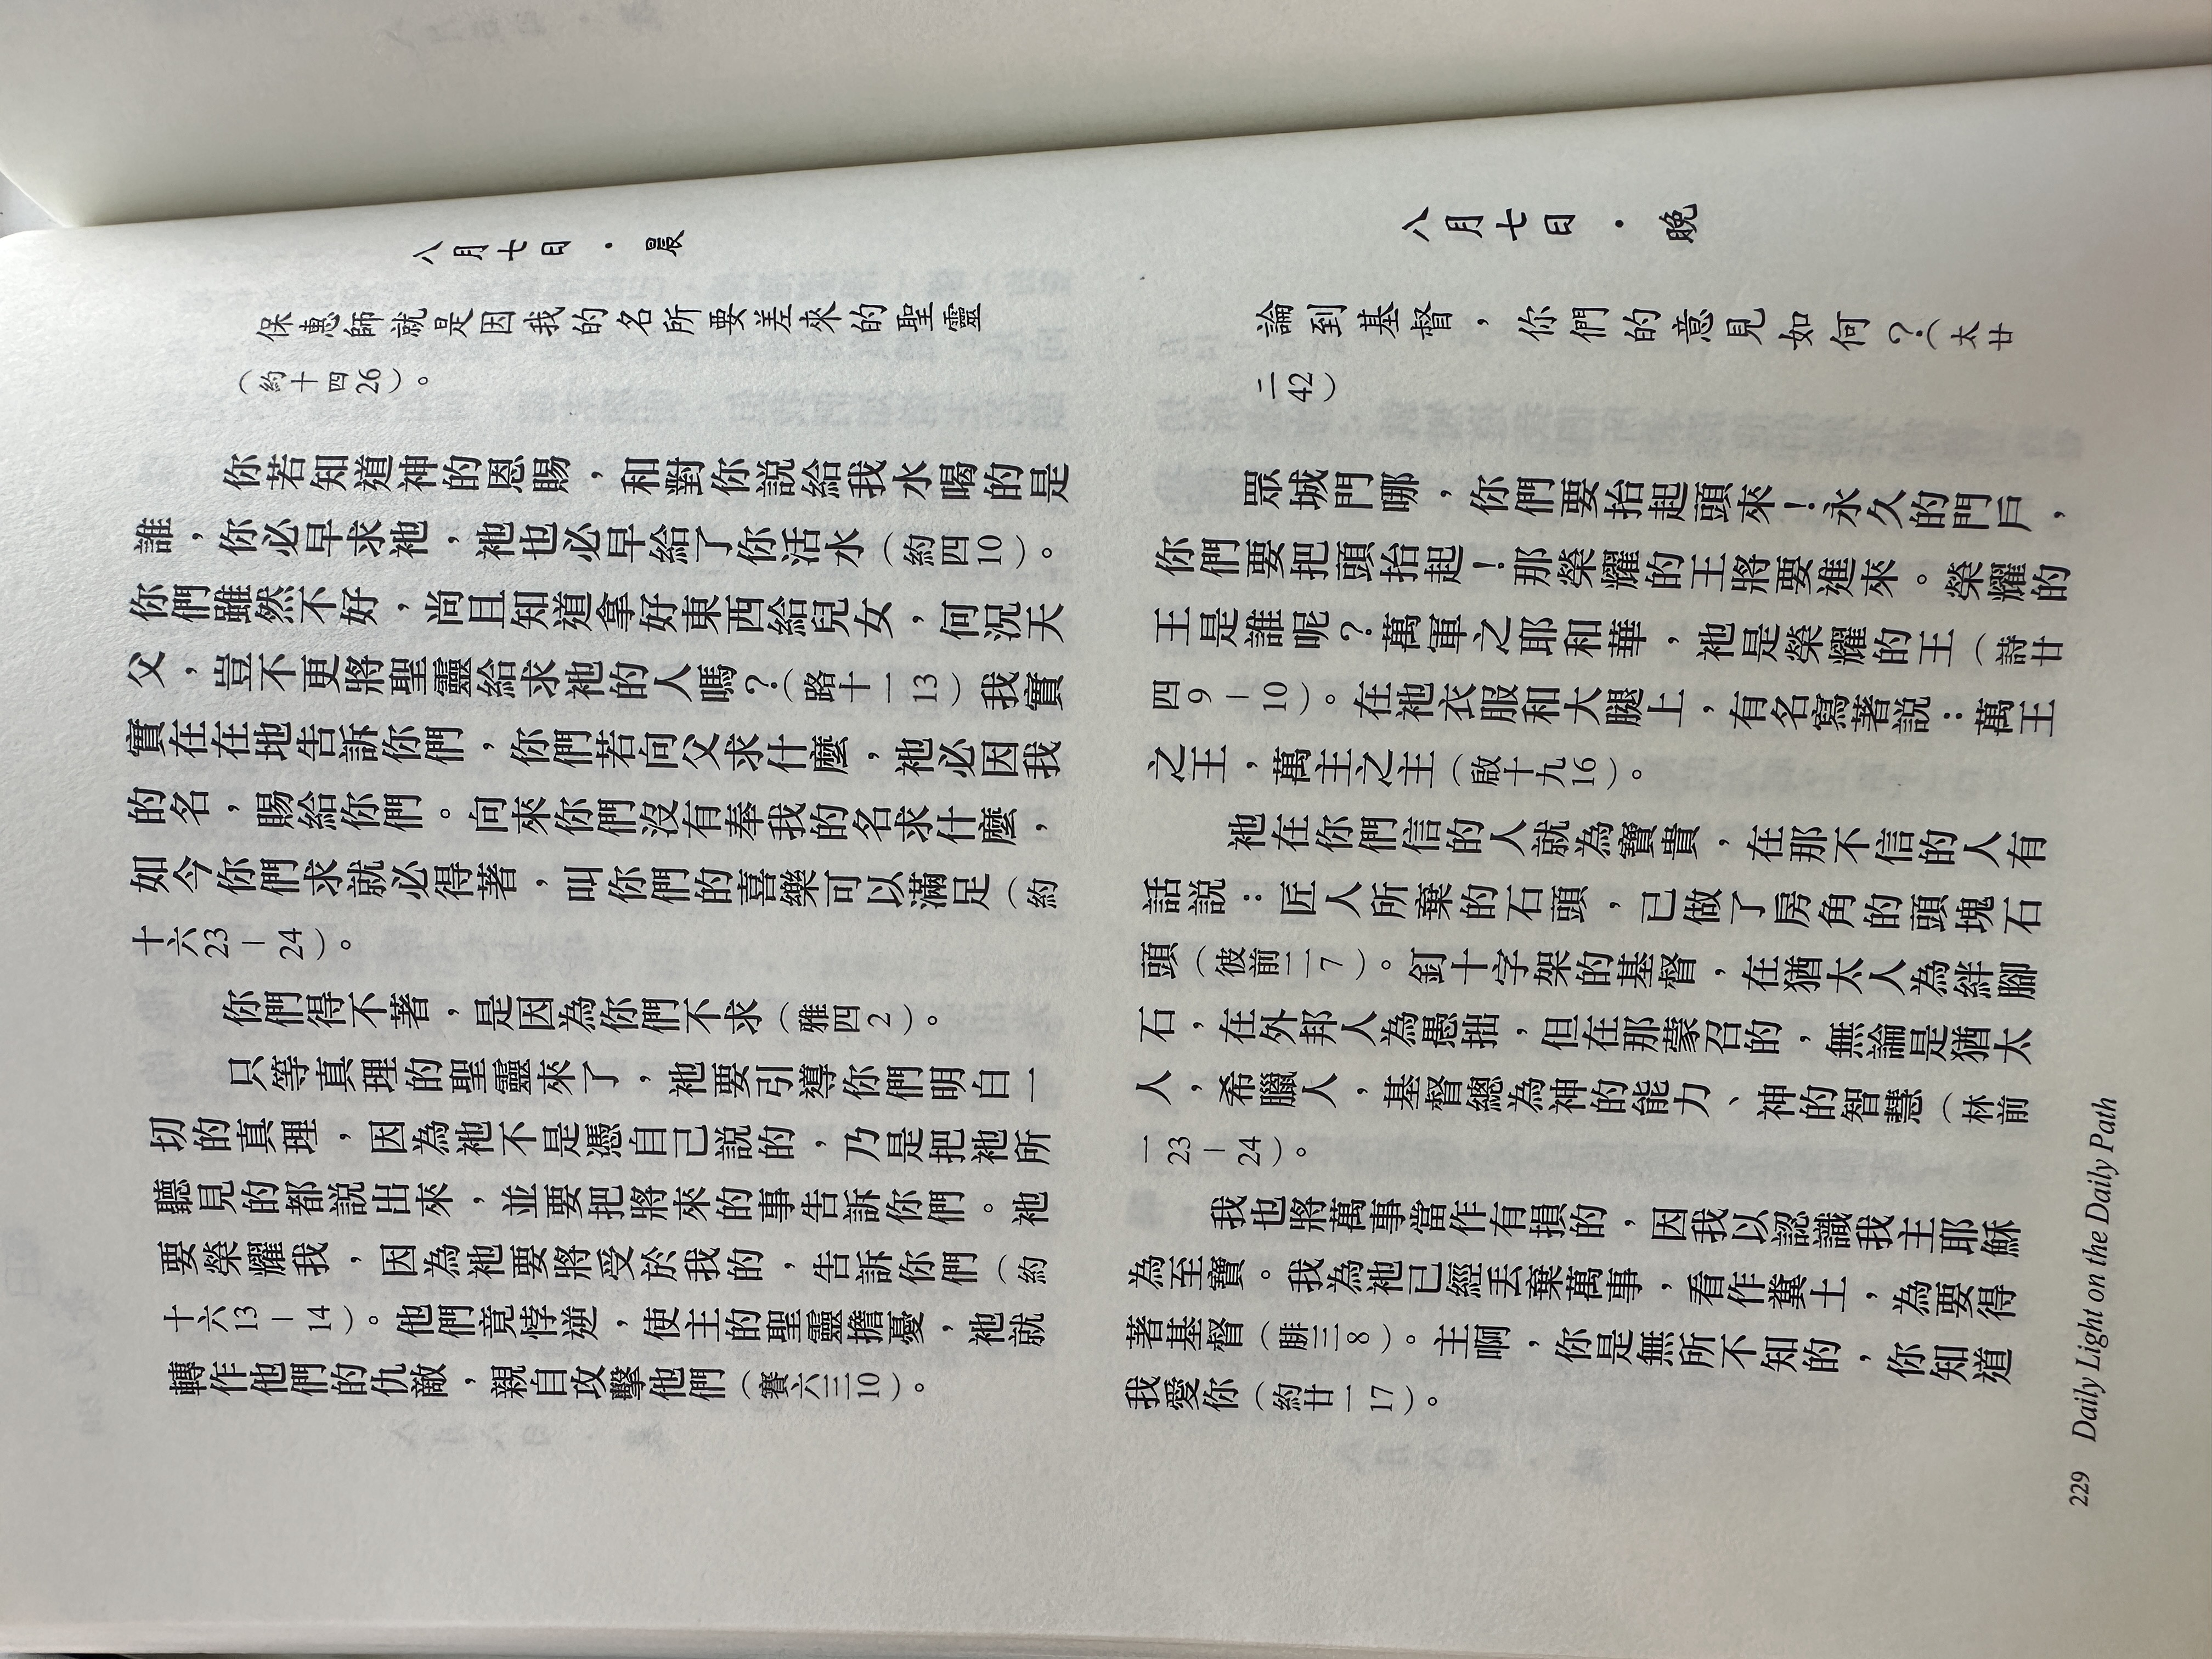 八月七日・晨
保惠師就是因我的名所要差來的聖靈
（約十四26）。
你若知道神的恩賜，和對你説給我水喝的是
誰，你必早求祂，祂也必早給了你活水（約四10）。
你們雖然不好，尚且知道拿好東西給兒女，何況天
父，豈不更將聖靈給求祂的人嗎？（路十一13）我實
實在在地告訴你們，你們若向父求什麼，祂必因我
的名，賜給你們。向來你們沒有奉我的名求什麼，
如今你們求就必得著，叫你們的喜樂可以滿足（約
十六23－24）。
你們得不著，是因為你們不求（雅四2）。
只等真理的聖靈來了，祂要引導你們明白一
切的真理，因為祂不是憑自己説的，乃是把祂所
聽見的都説出來，並要把將來的事告訴你們。祂
要榮耀我，因為祂要將受於我的，告訴你們（約
十六13－14）。他們竟悖逆，使主的聖靈擔憂，祂就
轉作他們的仇敵，親自攻擊他們（賽六三10）。
八月七日・晚
論到基督，你們的意見如何？（太廿
二42）
眾城門哪，你們要抬起頭來！永久的門戶，
你們要把頭抬起！那榮耀的王將要進來。榮耀的
王是誰呢？萬軍之耶和華，祂是榮耀的王（詩廿
四9－10）。在祂衣服和大腿上，有名寫著説：萬王
之王，萬主之主（啟十九16）。
祂在你們信的人就為寶貴，在那不信的人有
話説：匠人所棄的石頭，已做了房角的頭塊石
頭（彼前二7）。釘十字架的基督，在猶太人為絆腳
石，在外邦人為愚拙，但在那蒙召的，無論是猶太
人，希臘人，基督總為神的能力、神的智慧（林前
一23－24）。
我也將萬事當作有損的，因我以認識我主耶穌
為至寶。我為祂已經丟棄萬事，看作糞土，為要得
著基督（腓三8）。主啊，你是無所不知的，你知道
我愛你（約廿一17）。
229 Daily Light on the Daily Path